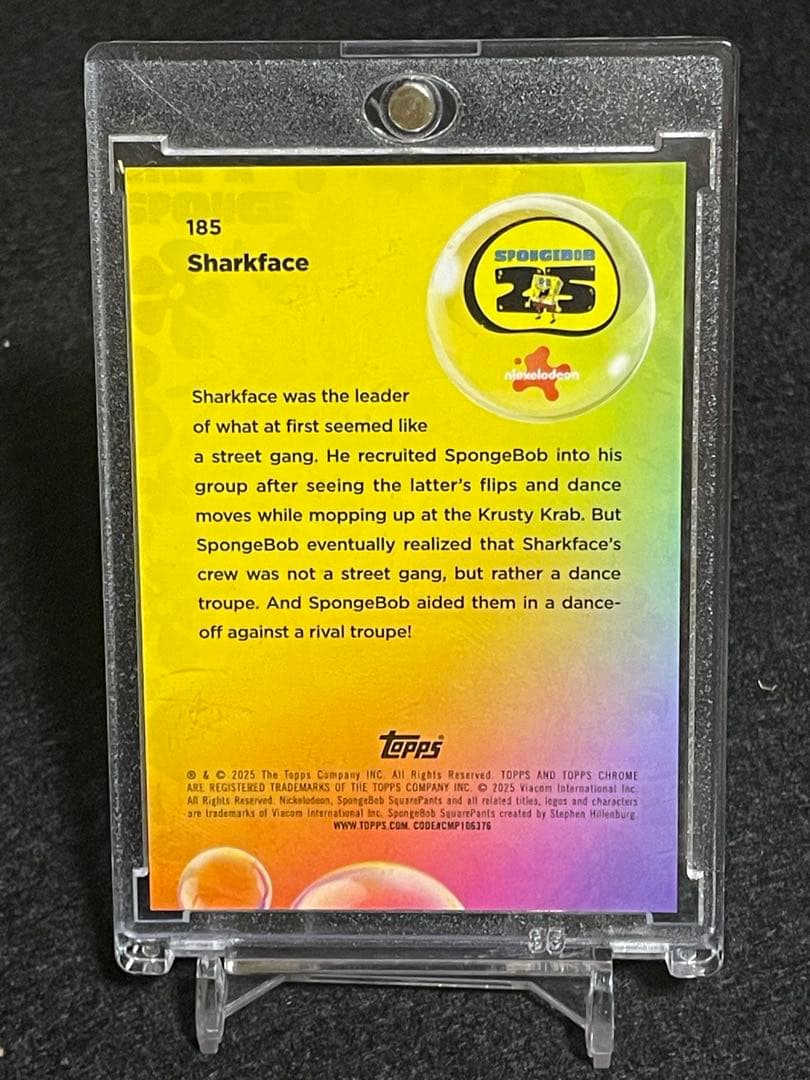 185
Sharkface
SPONGEBOB
25
nickelodeon
Sharkface was the leader
of what at first seemed like
a street gang. He recruited SpongeBob into his
group after seeing the latter's flips and dance
moves while mopping up at the Krusty Krab. But
SpongeBob eventually realized that Sharkface's
crew was not a street gang, but rather a dance
troupe. And SpongeBob aided them in a dance-
off against a rival troupe!
Topps®
® & © 2025 The Topps Company INC. All Rights Reserved. TOPPS AND TOPPS CHROME
ARE REGISTERED TRADEMARKS OF THE TOPPS COMPANY INC. © 2025 Viacom International Inc.
All Rights Reserved. Nickelodeon, SpongeBob SquarePants and all related titles, logos and characters
are trademarks of Viacom International Inc. SpongeBob SquarePants created by Stephen Hillenburg.
WWW.TOPPS.COM. CODE#CMP106376